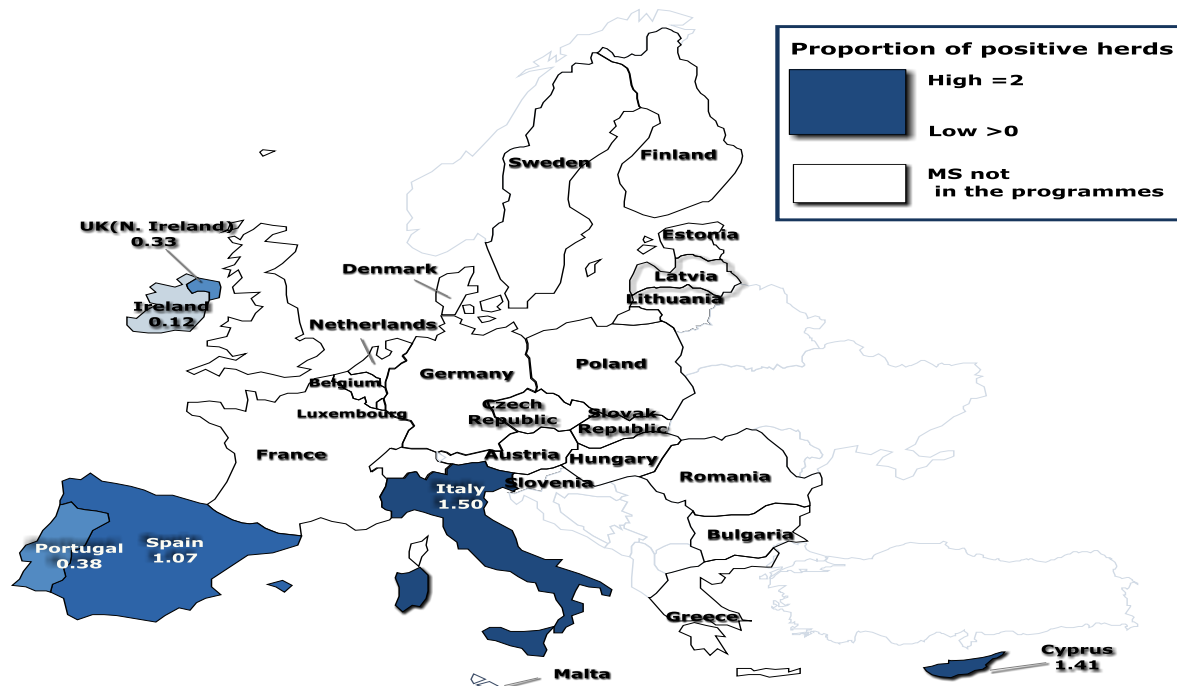 Proportion of positive herds
High =2
Low >0
MS not
in the programmes
Sweden
Finland
UK(N. Ireland)
0.33
Estonia
Denmark
Latvia
Lithuania
Ireland
0.12
Netherlands
Poland
Germany
Belgium
Czech
Republic
Luxembourg
Slovak
Republic
France
Austria
Hungary
Romania
Slovenia
Italy
1.50
Bulgaria
Portugal
0.38
Spain
1.07
Greece
Cyprus
1.41
Malta